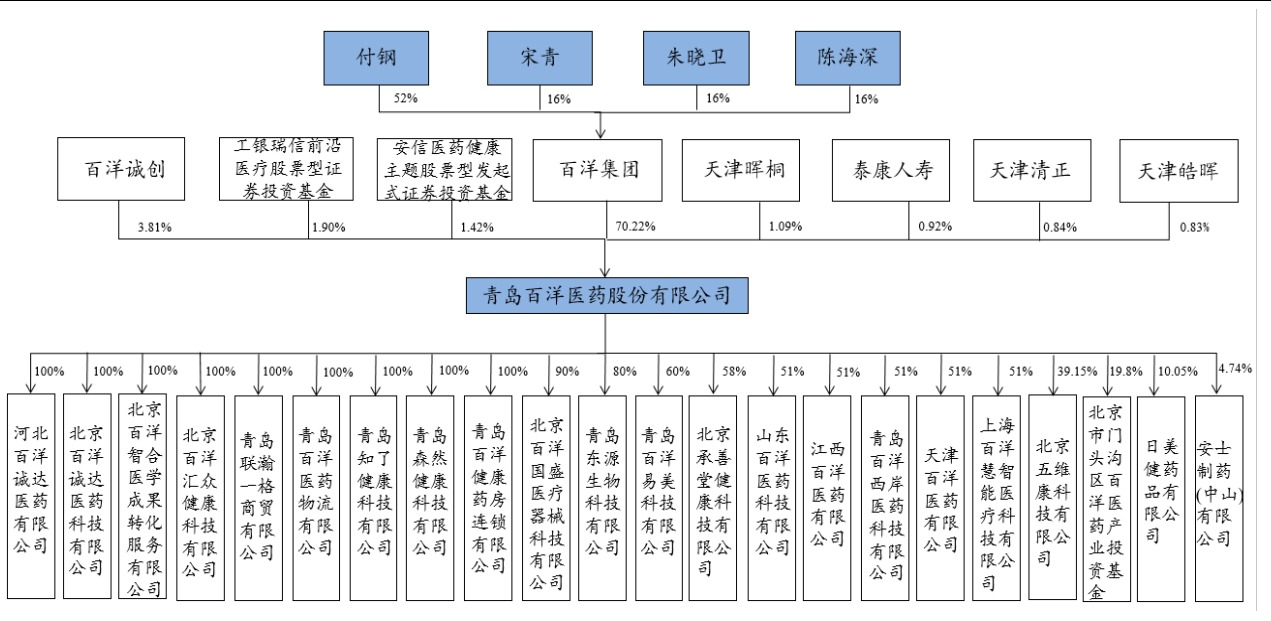 付钢
宋青
朱晓卫
陈海深
52%
16%
16%
16%
百洋诚创
工银瑞信前沿
医疗股票型证
券投资基金
安信医药健康
主题股票型发起
式证券投资基金
百洋集团
天津晖桐
泰康人寿
天津清正
天津皓晖
3.81%
1.90%
1.42%
70.22%
1.09%
0.92%
0.84%
0.83%
青岛百洋医药股份有限公司
100%
100%
100%
100%
100%
100%
100%
100%
100%
90%
80%
60%
58%
51%
51%
51%
51%
51%
39.15%
19.8%
10.05%
4.74%
河北
百洋
诚达
医药
有限
公司
北京
百洋
诚达
医药
科技
有限
公司
北京
百洋
智合
医学
成果
转化
服务
有限
公司
北京
百洋
汇众
健康
科技
有限
公司
青岛
联瀚
一格
商贸
有限
公司
青岛
百洋
医药
物流
有限
公司
青岛
知了
健康
科技
有限
公司
青岛
森然
健康
科技
有限
公司
青岛
百洋
健康
药房
连锁
有限
公司
北京
百洋
国盛
医疗
器械
科技
有限
公司
青岛
东源
生物
科技
有限
公司
青岛
百洋
易美
科技
有限
公司
北京
承善
堂健
康科
技有
限公
司
山东
百洋
医药
科技
有限
公司
江西
百洋
医药
有限
公司
青岛
百洋
西岸
医药
科技
有限
公司
天津
百洋
医药
有限
公司
上海
百洋
慧智
能医
疗科
技有
限公
司
北京
五维
康科
技有
限公
司
北京
市门
头沟
区百
洋医
药产
业投
资基
金
日美
健药
品有
限公
司
安士
制药
(中山)
有限
公司